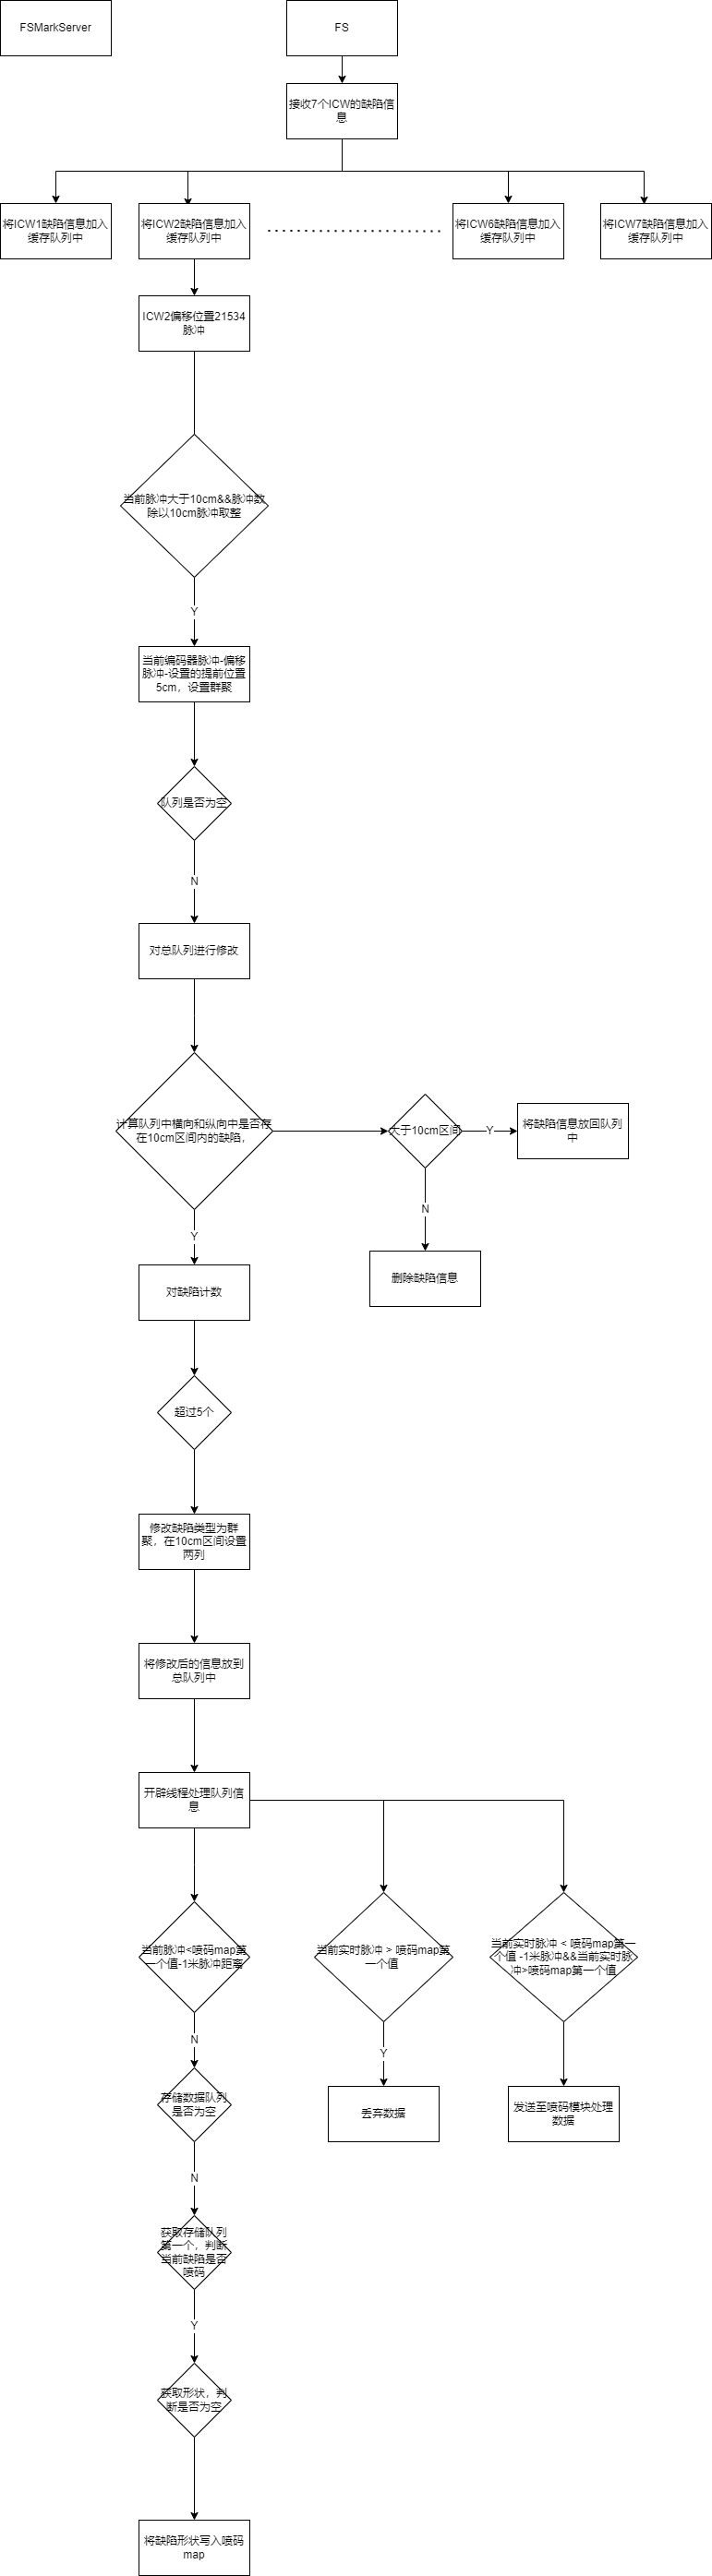 FSMarkServer
FS
接收7个ICW的缺陷信
息
将ICW1缺陷信息加入
缓存队列中
将ICW2缺陷信息加入
缓存队列中
将ICW6缺陷信息加入
缓存队列中
将ICW7缺陷信息加入
缓存队列中
ICW2偏移位置21534
脉冲
当前脉冲大于10cm&&脉冲数
除以10cm脉冲取整
Y
当前编码器脉冲-偏移
脉冲-设置的提前位置
5cm，设置群聚
队列是否为空
N
对总队列进行修改
计算队列中横向和纵向中是否存
在10cm区间内的缺陷，
大于10cm区间
Y
将缺陷信息放回队列
中
N
删除缺陷信息
Y
对缺陷计数
超过5个
修改缺陷类型为群
聚，在10cm区间设置
两列
将修改后的信息放到
总队列中
开辟线程处理队列信
息
当前脉冲<喷码map第
一个值-1米脉冲距离
当前实时脉冲 > 喷码map第
一个值
当前实时脉冲 < 喷码map第一
个值 -1米脉冲&&当前实时脉
冲>喷码map第一个值
N
Y
存储数据队列
是否为空
丢弃数据
发送至喷码模块处理
数据
N
获取存储队列
第一个，判断
当前缺陷是否
喷码
Y
获取形状，判
断是否为空
将缺陷形状写入喷码
map